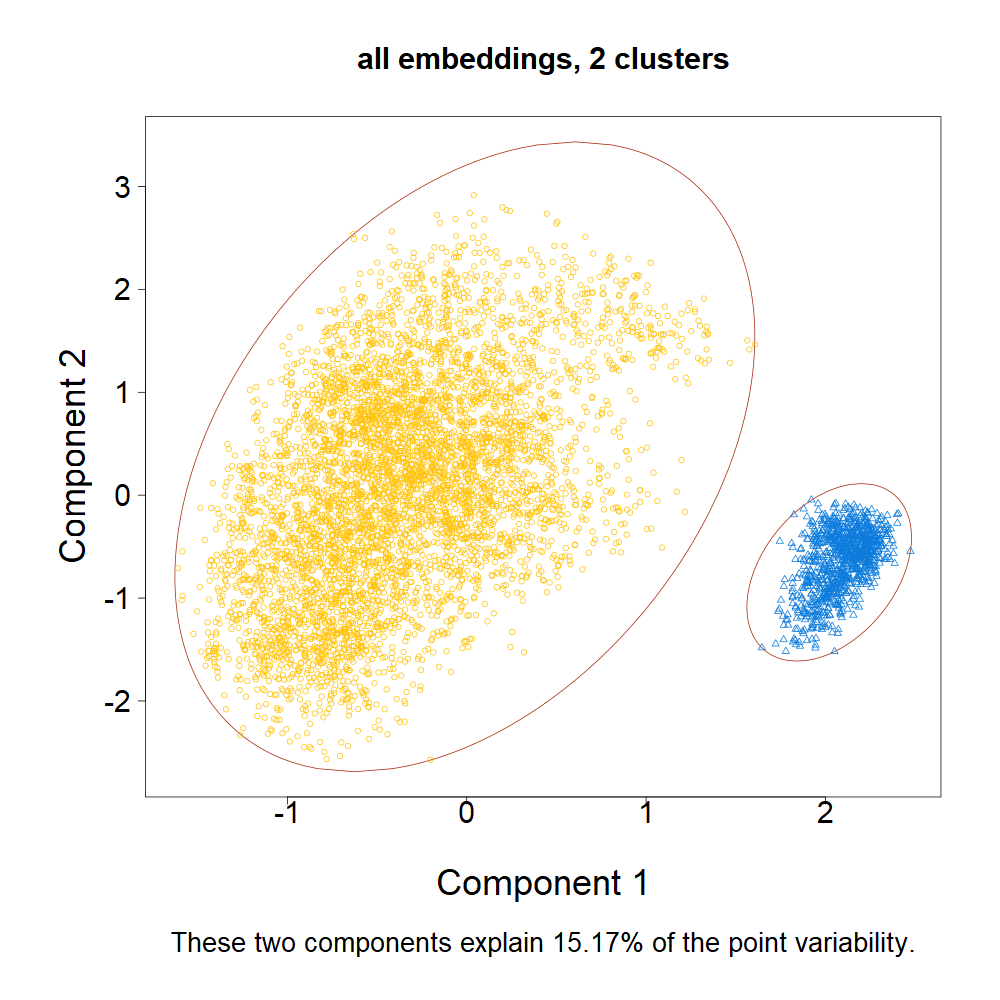 all embeddings, 2 clusters
3
2
1
0
-1
-2
Component 2
-1 0 1 2
Component 1
These two components explain 15.17% of the point variability.